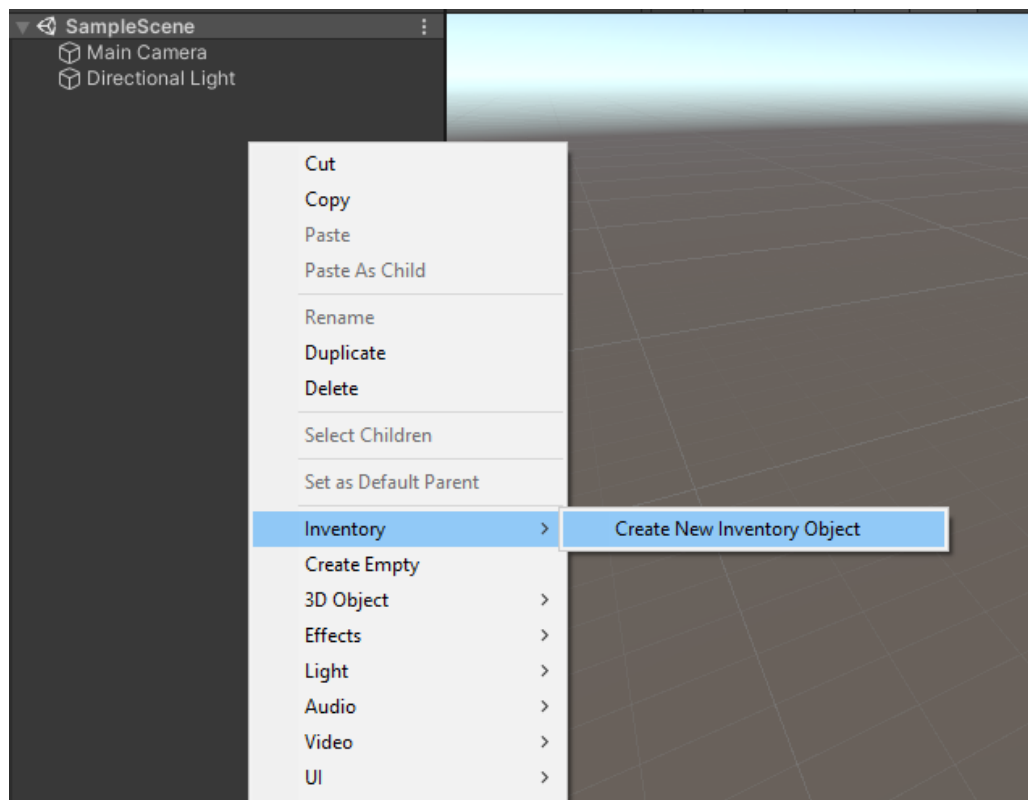 SampleScene
Main Camera
Directional Light
Cut
Copy
Paste
Paste As Child
Rename
Duplicate
Delete
Select Children
Set as Default Parent
Inventory
Create New Inventory Object
Create Empty
3D Object
Effects
Light
Audio
Video
UI